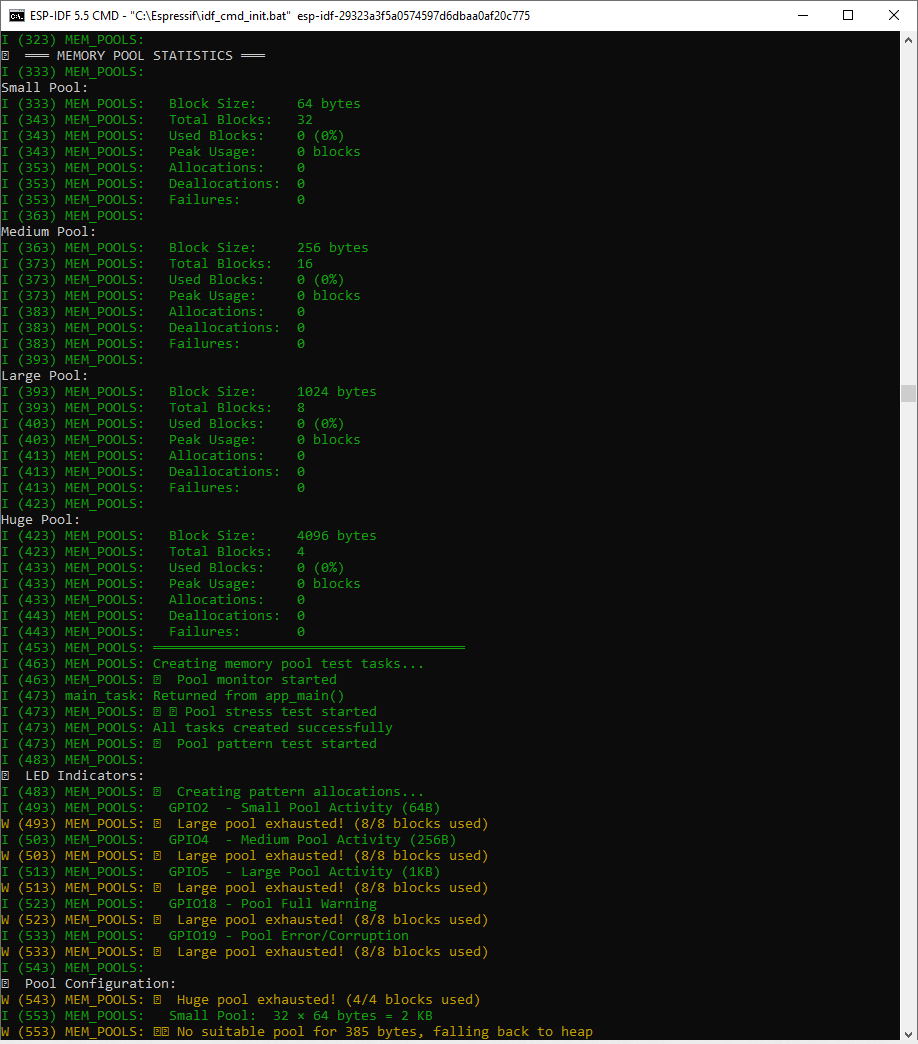 ESP-IDF 5.5 CMD - "C:\Espressif\idf_cmd_init.bat" esp-idf-29323a3f5a0574597d6dbaa0af20c775
I (323) MEM_POOLS:
═══ MEMORY POOL STATISTICS ═══
I (333) MEM_POOLS:
Small Pool:
I (333) MEM_POOLS:   Block Size:     64 bytes
I (343) MEM_POOLS:   Total Blocks:   32
I (343) MEM_POOLS:   Used Blocks:    0 (0%)
I (343) MEM_POOLS:   Peak Usage:     0 blocks
I (353) MEM_POOLS:   Allocations:    0
I (353) MEM_POOLS:   Deallocations:  0
I (353) MEM_POOLS:   Failures:       0
I (363) MEM_POOLS:
Medium Pool:
I (363) MEM_POOLS:   Block Size:     256 bytes
I (373) MEM_POOLS:   Total Blocks:   16
I (373) MEM_POOLS:   Used Blocks:    0 (0%)
I (373) MEM_POOLS:   Peak Usage:     0 blocks
I (383) MEM_POOLS:   Allocations:    0
I (383) MEM_POOLS:   Deallocations:  0
I (383) MEM_POOLS:   Failures:       0
I (393) MEM_POOLS:
Large Pool:
I (393) MEM_POOLS:   Block Size:     1024 bytes
I (393) MEM_POOLS:   Total Blocks:   8
I (403) MEM_POOLS:   Used Blocks:    0 (0%)
I (403) MEM_POOLS:   Peak Usage:     0 blocks
I (413) MEM_POOLS:   Allocations:    0
I (413) MEM_POOLS:   Deallocations:  0
I (413) MEM_POOLS:   Failures:       0
I (423) MEM_POOLS:
Huge Pool:
I (423) MEM_POOLS:   Block Size:     4096 bytes
I (423) MEM_POOLS:   Total Blocks:   4
I (433) MEM_POOLS:   Used Blocks:    0 (0%)
I (433) MEM_POOLS:   Peak Usage:     0 blocks
I (433) MEM_POOLS:   Allocations:    0
I (443) MEM_POOLS:   Deallocations:  0
I (443) MEM_POOLS:   Failures:       0
I (453) MEM_POOLS: ═══════════════════════════════════════
I (463) MEM_POOLS: Creating memory pool test tasks...
I (463) MEM_POOLS:   Pool monitor started
I (473) main_task: Returned from app_main()
I (473) MEM_POOLS:   Pool stress test started
I (473) MEM_POOLS: All tasks created successfully
I (473) MEM_POOLS:   Pool pattern test started
I (483) MEM_POOLS:
LED Indicators:
I (483) MEM_POOLS:   Creating pattern allocations...
I (493) MEM_POOLS:   GPIO2  - Small Pool Activity (64B)
W (493) MEM_POOLS:   Large pool exhausted! (8/8 blocks used)
I (503) MEM_POOLS:   GPIO4  - Medium Pool Activity (256B)
W (503) MEM_POOLS:   Large pool exhausted! (8/8 blocks used)
I (513) MEM_POOLS:   GPIO5  - Large Pool Activity (1KB)
W (513) MEM_POOLS:   Large pool exhausted! (8/8 blocks used)
I (523) MEM_POOLS:   GPIO18 - Pool Full Warning
W (523) MEM_POOLS:   Large pool exhausted! (8/8 blocks used)
I (533) MEM_POOLS:   GPIO19 - Pool Error/Corruption
W (533) MEM_POOLS:   Large pool exhausted! (8/8 blocks used)
I (543) MEM_POOLS:
Pool Configuration:
W (543) MEM_POOLS:   Huge pool exhausted! (4/4 blocks used)
I (553) MEM_POOLS:   Small Pool:  32 × 64 bytes = 2 KB
W (553) MEM_POOLS:   No suitable pool for 385 bytes, falling back to heap